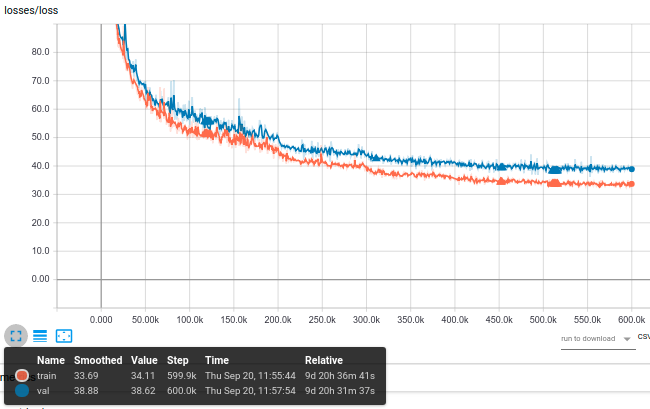 losses/loss
80.0
70.0
60.0
50.0
40.0
30.0
20.0
10.0
0.00
0.000 50.00k 100.0k 150.0k 200.0k 250.0k 300.0k 350.0k 400.0k 450.0k 500.0k 550.0k 600.0k
run to download
Name Smoothed Value Step Time Relative
train 33.69 34.11 599.9k Thu Sep 20, 11:55:44 9d 20h 36m 41s
val 38.88 38.62 600.0k Thu Sep 20, 11:57:54 9d 20h 31m 37s